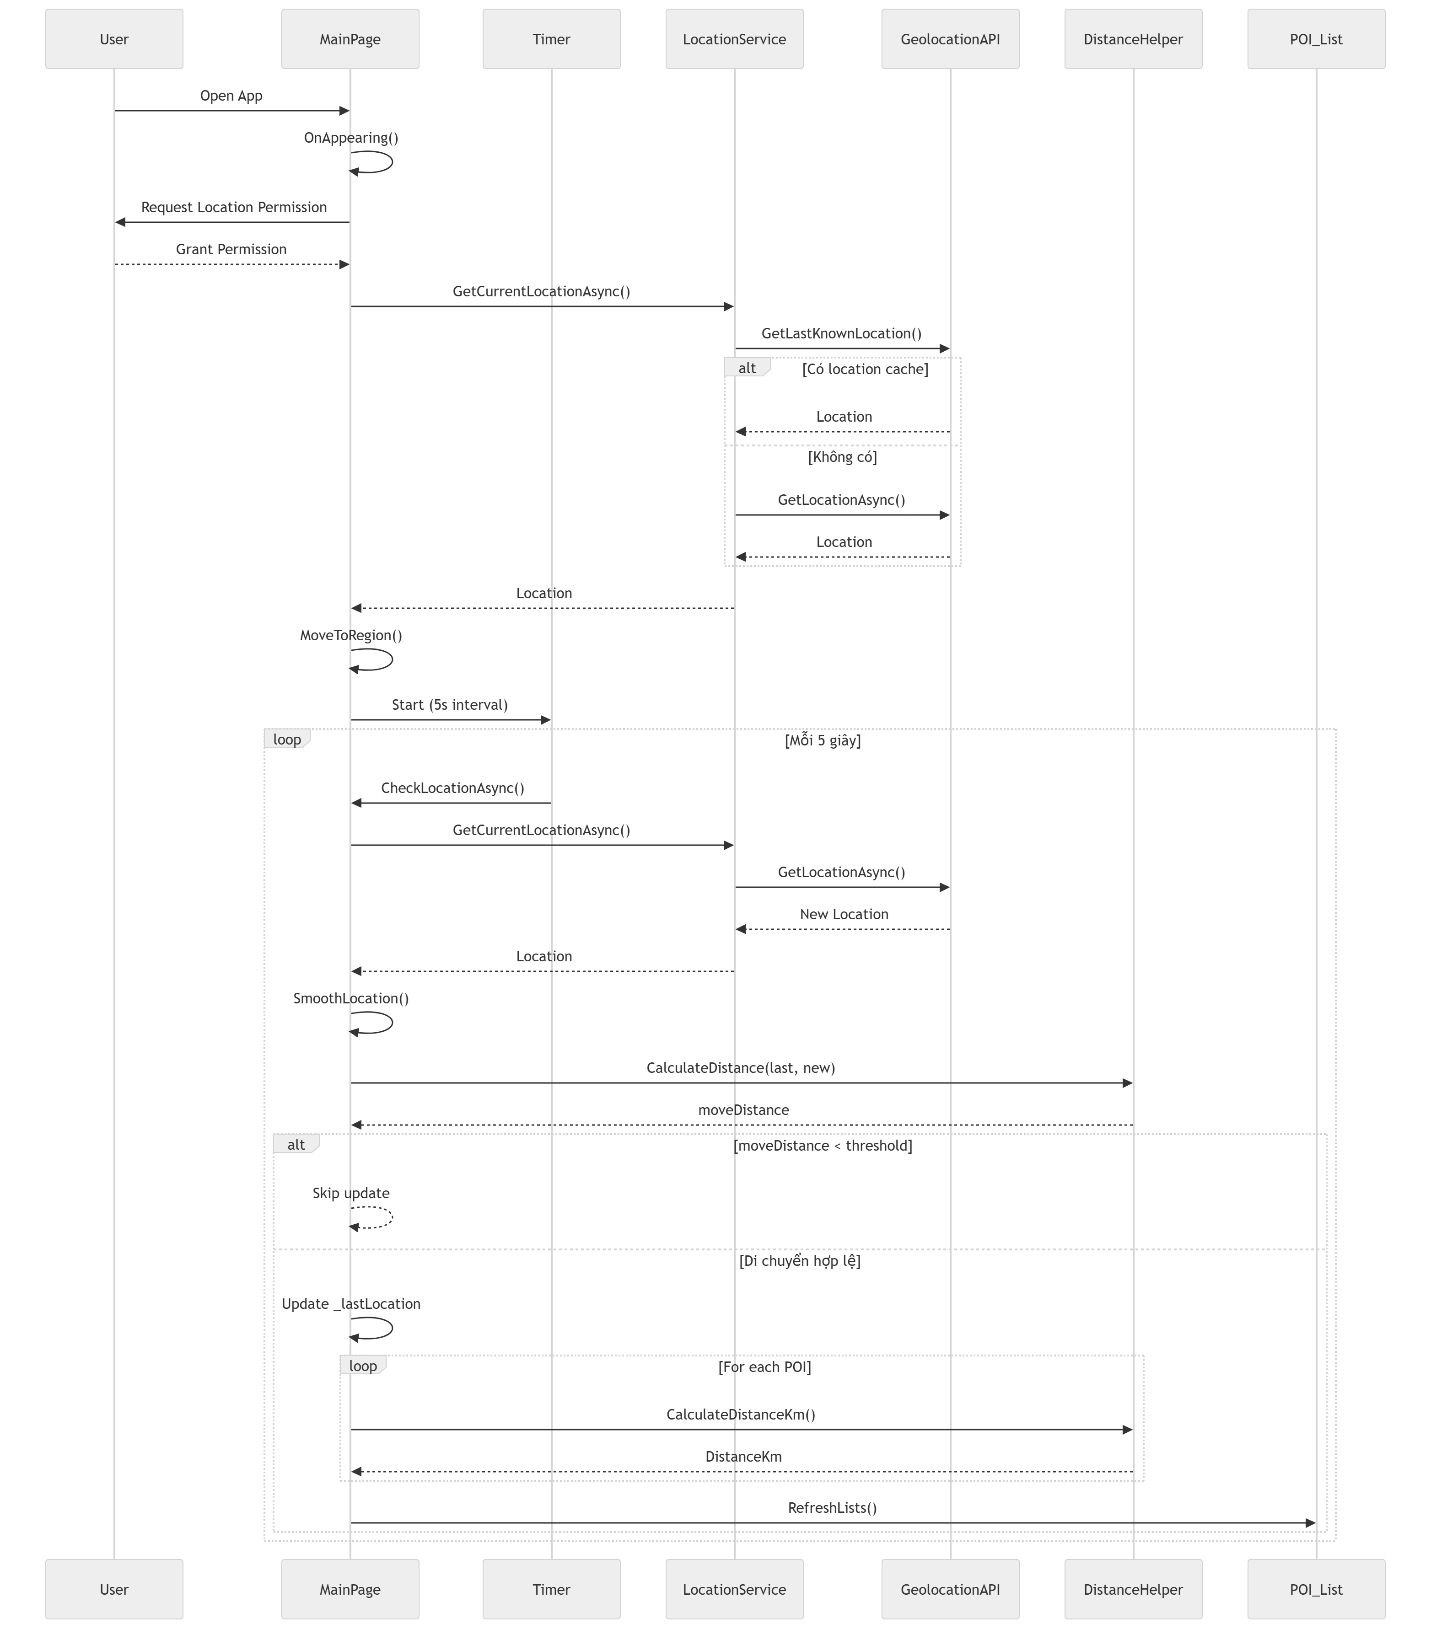 User
MainPage
Timer
LocationService
GeolocationAPI
DistanceHelper
POI_List
Open App
OnAppearing()
Request Location Permission
Grant Permission
GetCurrentLocationAsync()
GetLastKnownLocation()
alt
[Có location cache]
Location
[Không có]
GetLocationAsync()
Location
Location
MoveToRegion()
Start (5s interval)
loop
[Mỗi 5 giây]
CheckLocationAsync()
GetCurrentLocationAsync()
GetLocationAsync()
New Location
Location
SmoothLocation()
CalculateDistance(last, new)
moveDistance
alt
[moveDistance < threshold]
Skip update
[Di chuyển hợp lệ]
Update _lastLocation
loop
[For each POI]
CalculateDistanceKm()
DistanceKm
RefreshLists()
User
MainPage
Timer
LocationService
GeolocationAPI
DistanceHelper
POI_List